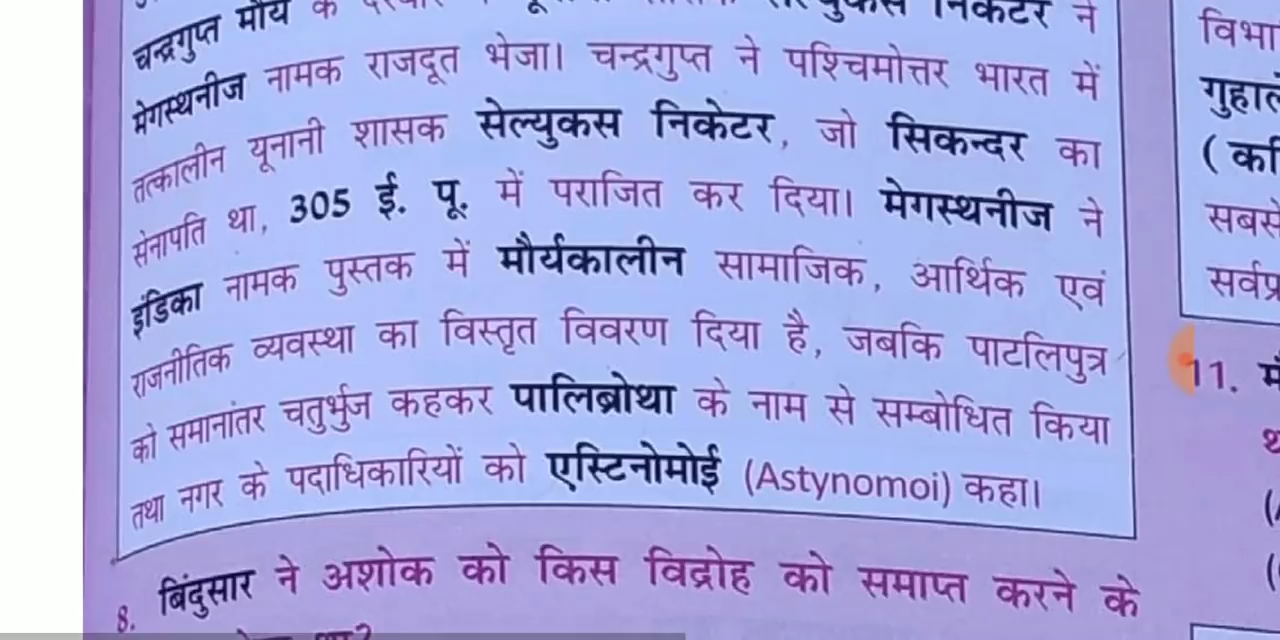 चन्द्रगुप्त मौर्य के निकेटर ने
मेगस्थनीज नामक राजदूत भेजा। चन्द्रगुप्त ने पश्चिमोत्तर भारत में
तत्कालीन यूनानी शासक सेल्युकस निकेटर, जो सिकन्दर का
सेनापति था, 305 ई. पू. में पराजित कर दिया। मेगस्थनीज ने
इंडिका नामक पुस्तक में मौर्यकालीन सामाजिक, आर्थिक एवं
राजनीतिक व्यवस्था का विस्तृत विवरण दिया है, जबकि पाटलिपुत्र
को समानांतर चतुर्भुज कहकर पालिब्रोथा के नाम से सम्बोधित किया
तथा नगर के पदाधिकारियों को एस्टिनोमोई (Astynomoi) कहा।
8. बिंदुसार ने अशोक को किस विद्रोह को समाप्त करने के
विभा
(
सबसे
11.